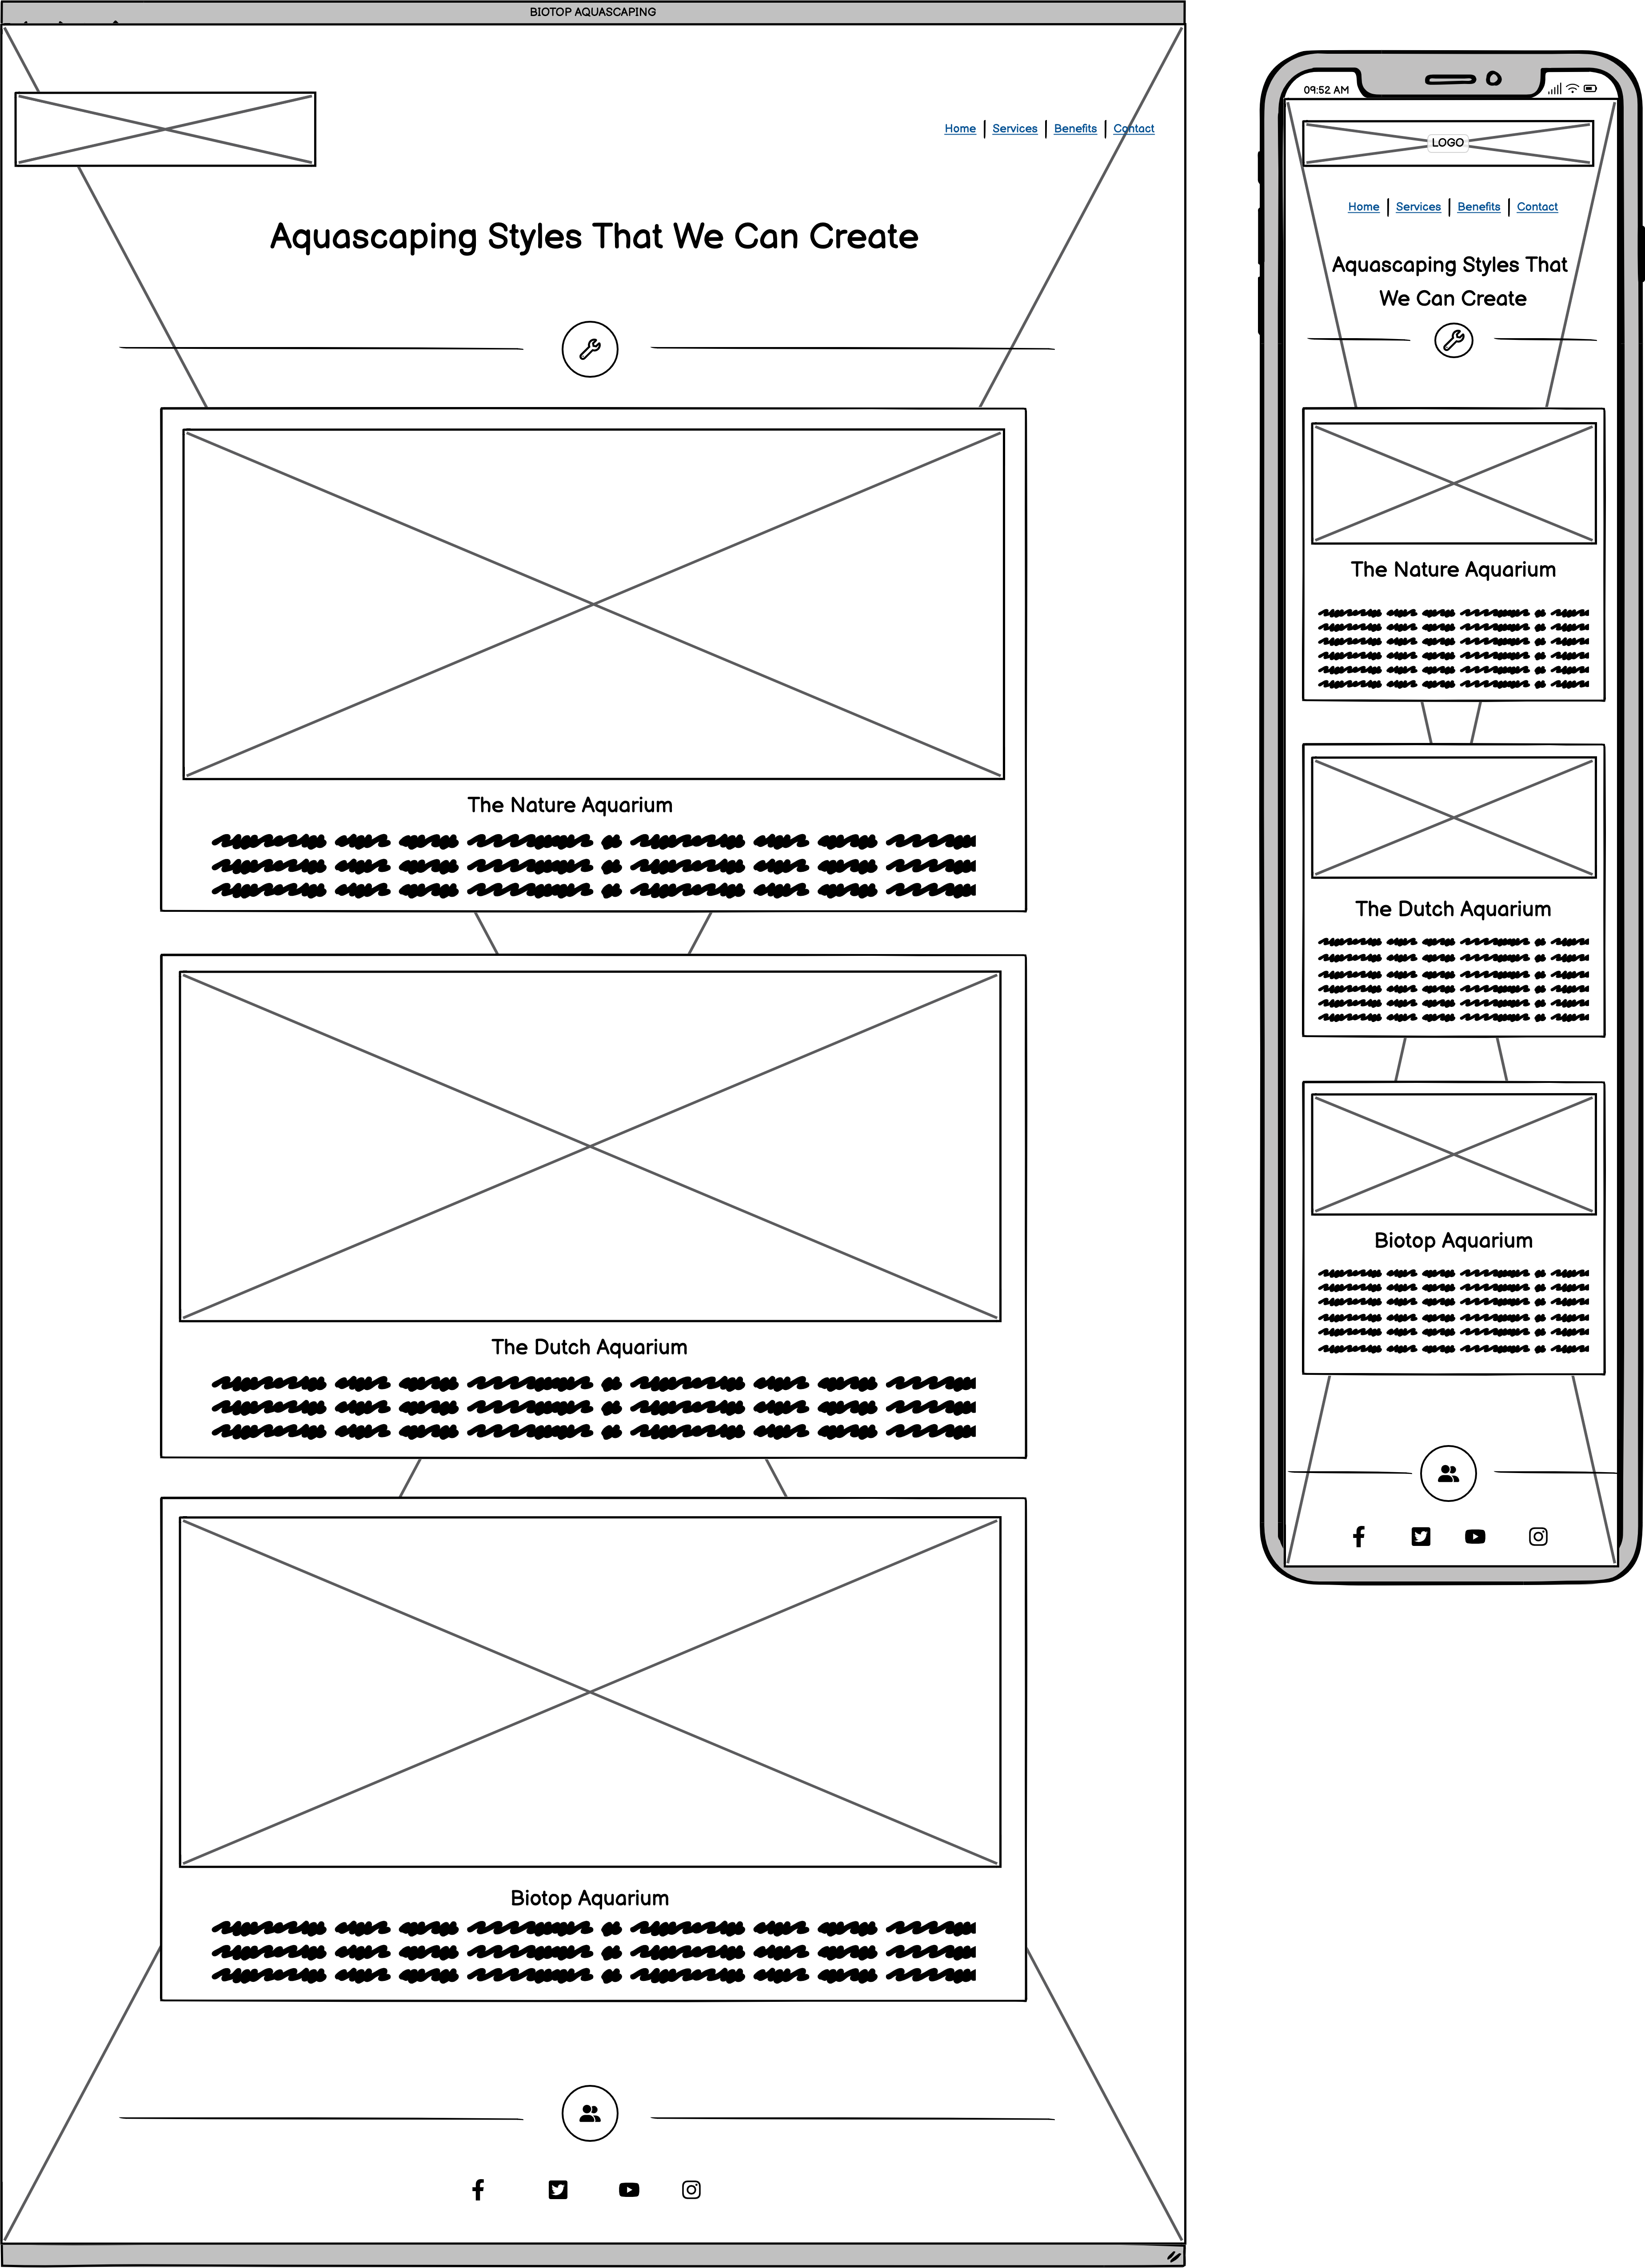 BIOTOP AQUASCAPING
Home Services Benefits Contact
Aquascaping Styles That We Can Create
The Nature Aquarium
The Dutch Aquarium
Biotop Aquarium
09:52 AM
LOGO
Home Services Benefits Contact
Aquascaping Styles That
We Can Create
The Nature Aquarium
The Dutch Aquarium
Biotop Aquarium